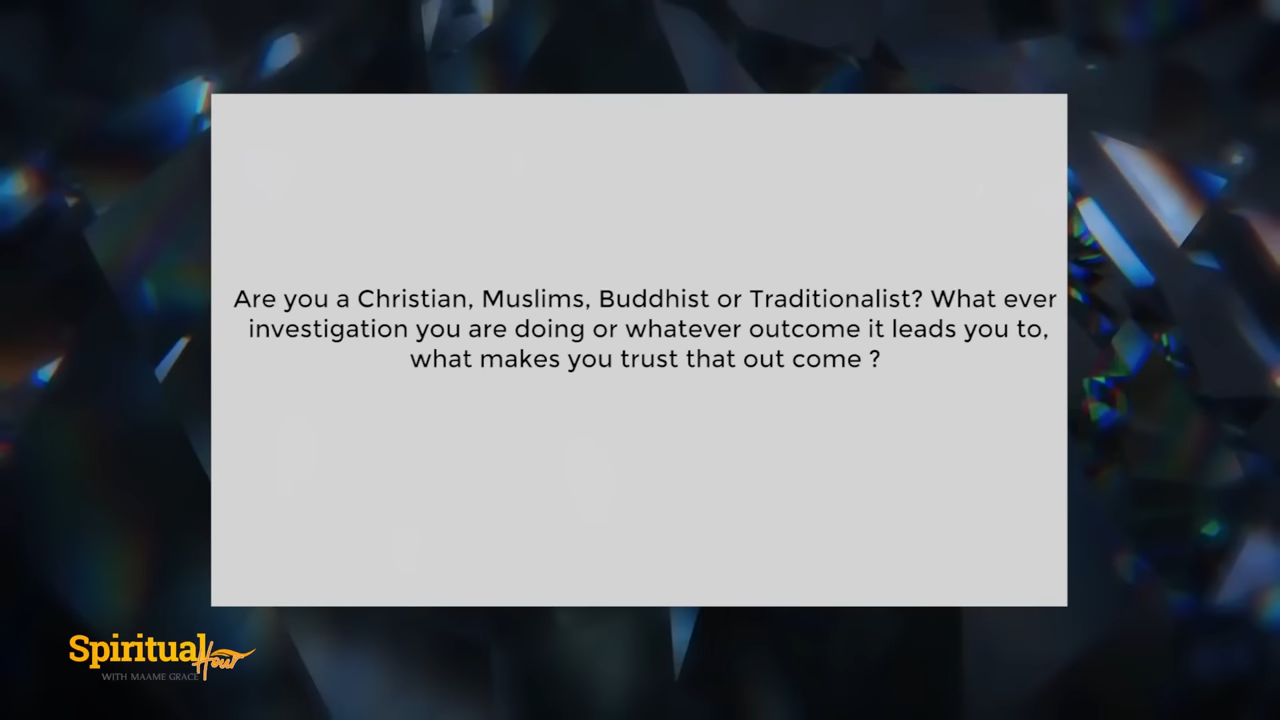 Are you a Christian, Muslims, Buddhist or Traditionalist? What ever
investigation you are doing or whatever outcome it leads you to,
what makes you trust that out come ?
Spiritual Hour
WITH MAAME GRACE